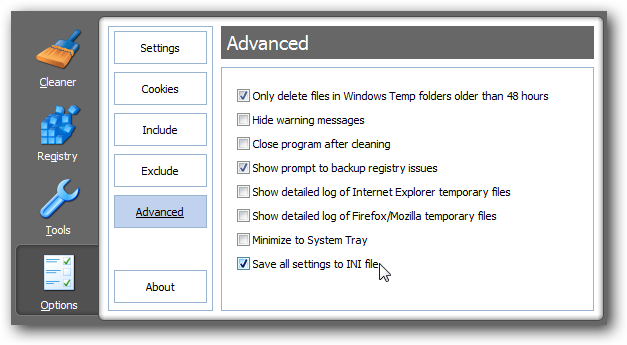 Cleaner
Registry
Tools
Options
Settings
Cookies
Include
Exclude
Advanced
About
Advanced
Only delete files in Windows Temp folders older than 48 hours
Hide warning messages
Close program after cleaning
Show prompt to backup registry issues
Show detailed log of Internet Explorer temporary files
Show detailed log of Firefox/Mozilla temporary files
Minimize to System Tray
Save all settings to INI file